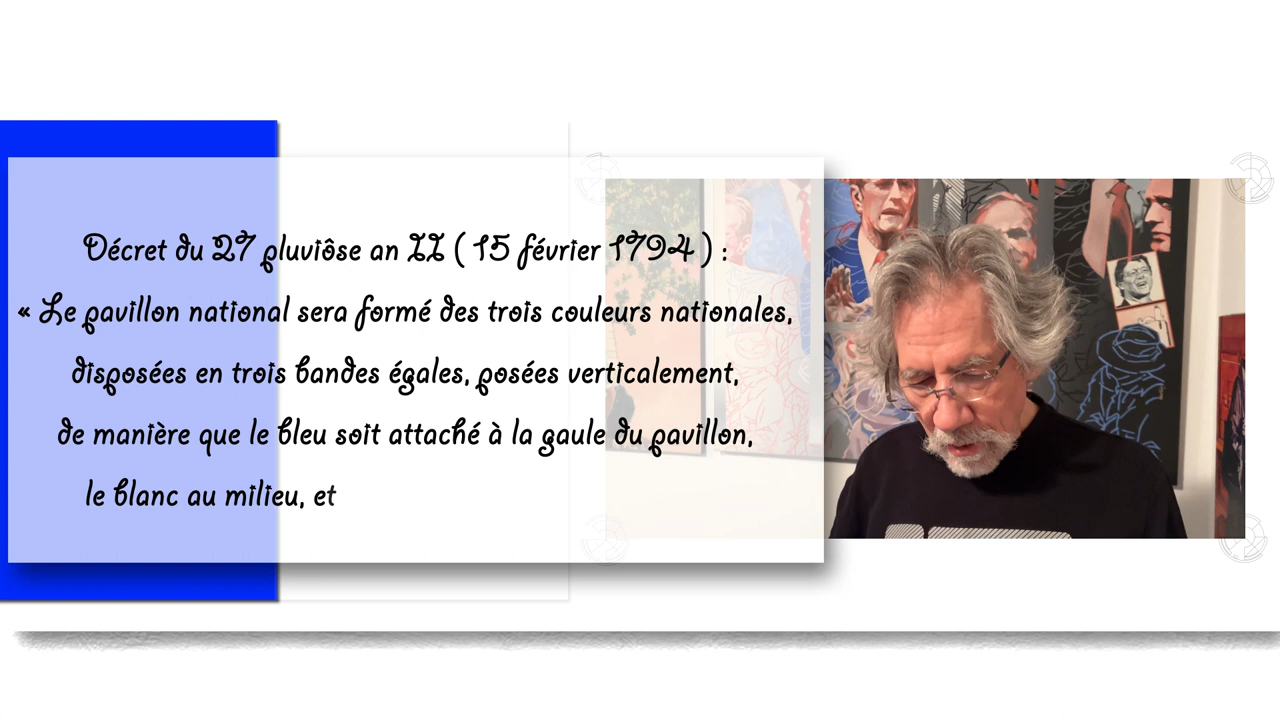 Décret du 27 pluviôse an II ( 15 février 1794 ) :
« Le pavillon national sera formé des trois couleurs nationales,
disposées en trois bandes égales, posées verticalement,
de manière que le bleu soit attaché à la gaule du pavillon,
le blanc au milieu, et